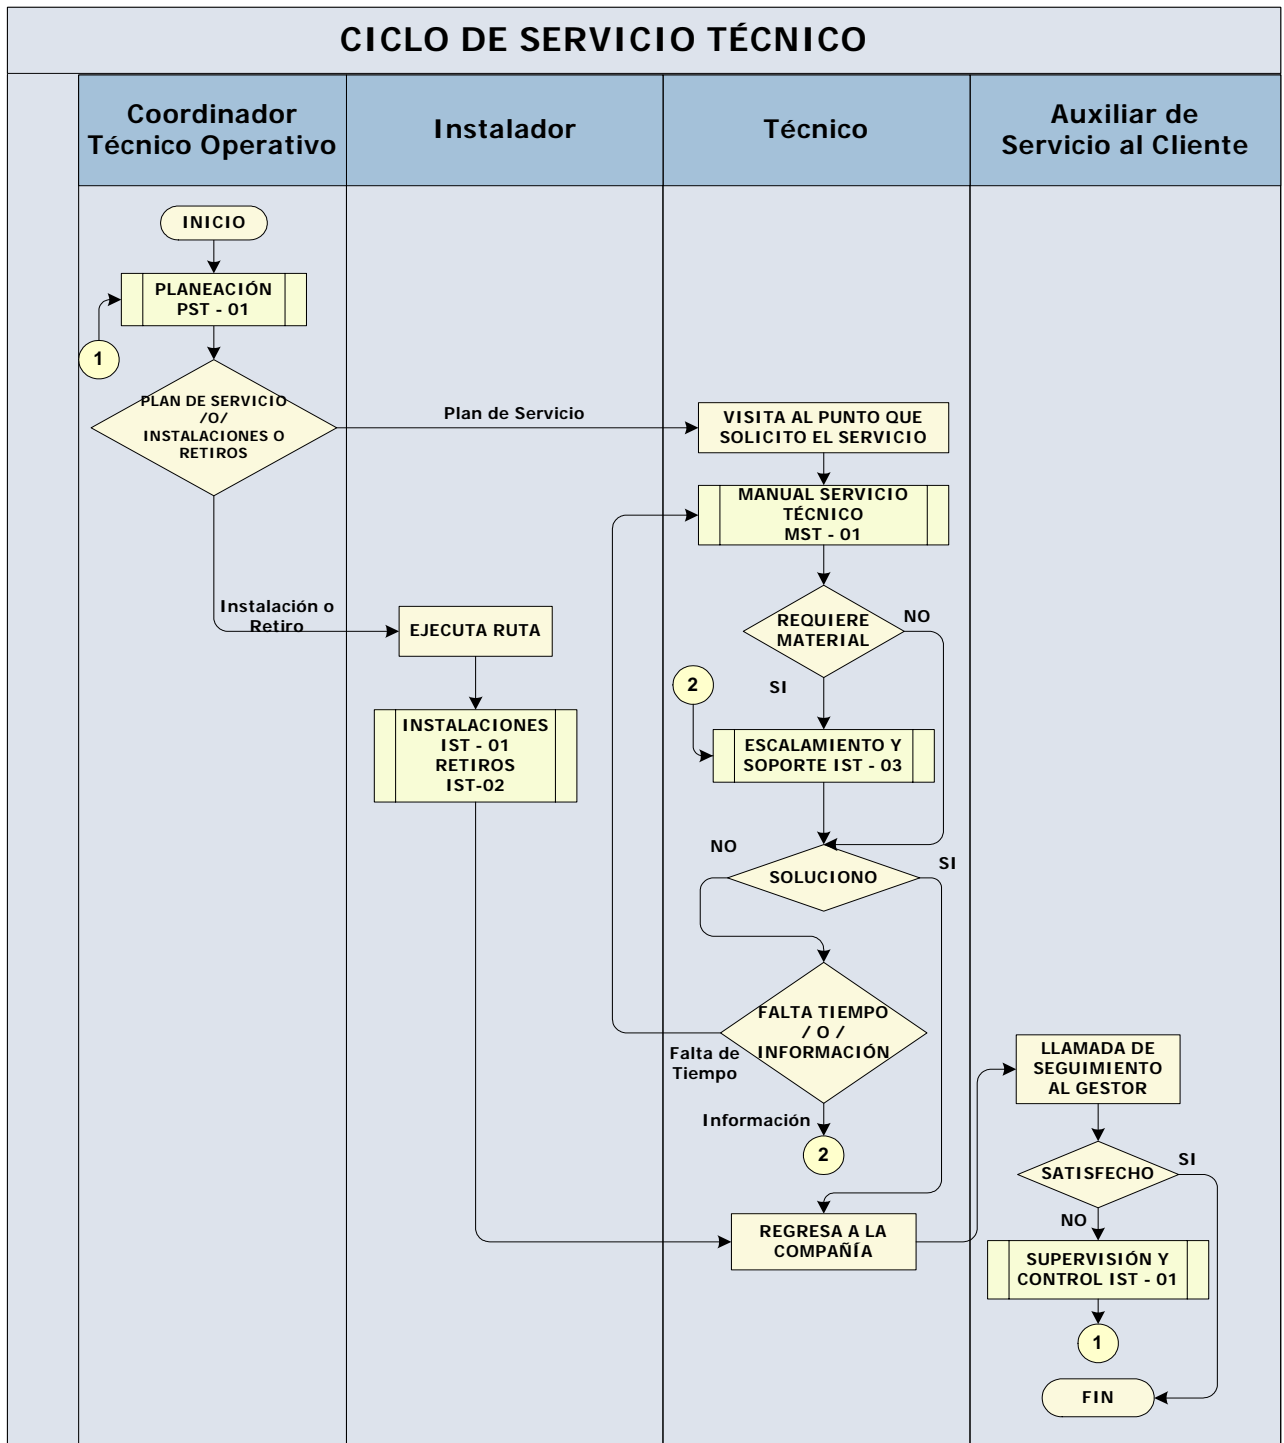 CICLO DE SERVICIO TÉCNICO
Coordinador
Técnico Operativo
Instalador
Técnico
Auxiliar de
Servicio al Cliente
INICIO
PLANEACIÓN
PST - 01
1
PLAN DE SERVICIO
/O/
INSTALACIONES O
RETIROS
Plan de Servicio
Instalación o
Retiro
EJECUTA RUTA
INSTALACIONES
IST - 01
RETIROS
IST-02
VISITA AL PUNTO QUE
SOLICITO EL SERVICIO
MANUAL SERVICIO
TÉCNICO
MST - 01
REQUIERE
MATERIAL
NO
SI
2
ESCALAMIENTO Y
SOPORTE IST - 03
NO
SOLUCIONO
SI
FALTA TIEMPO
/ O /
INFORMACIÓN
Falta de
Tiempo
Información
2
REGRESA A LA
COMPAÑÍA
LLAMADA DE
SEGUIMIENTO
AL GESTOR
SATISFECHO
SI
NO
SUPERVISIÓN Y
CONTROL IST - 01
1
FIN